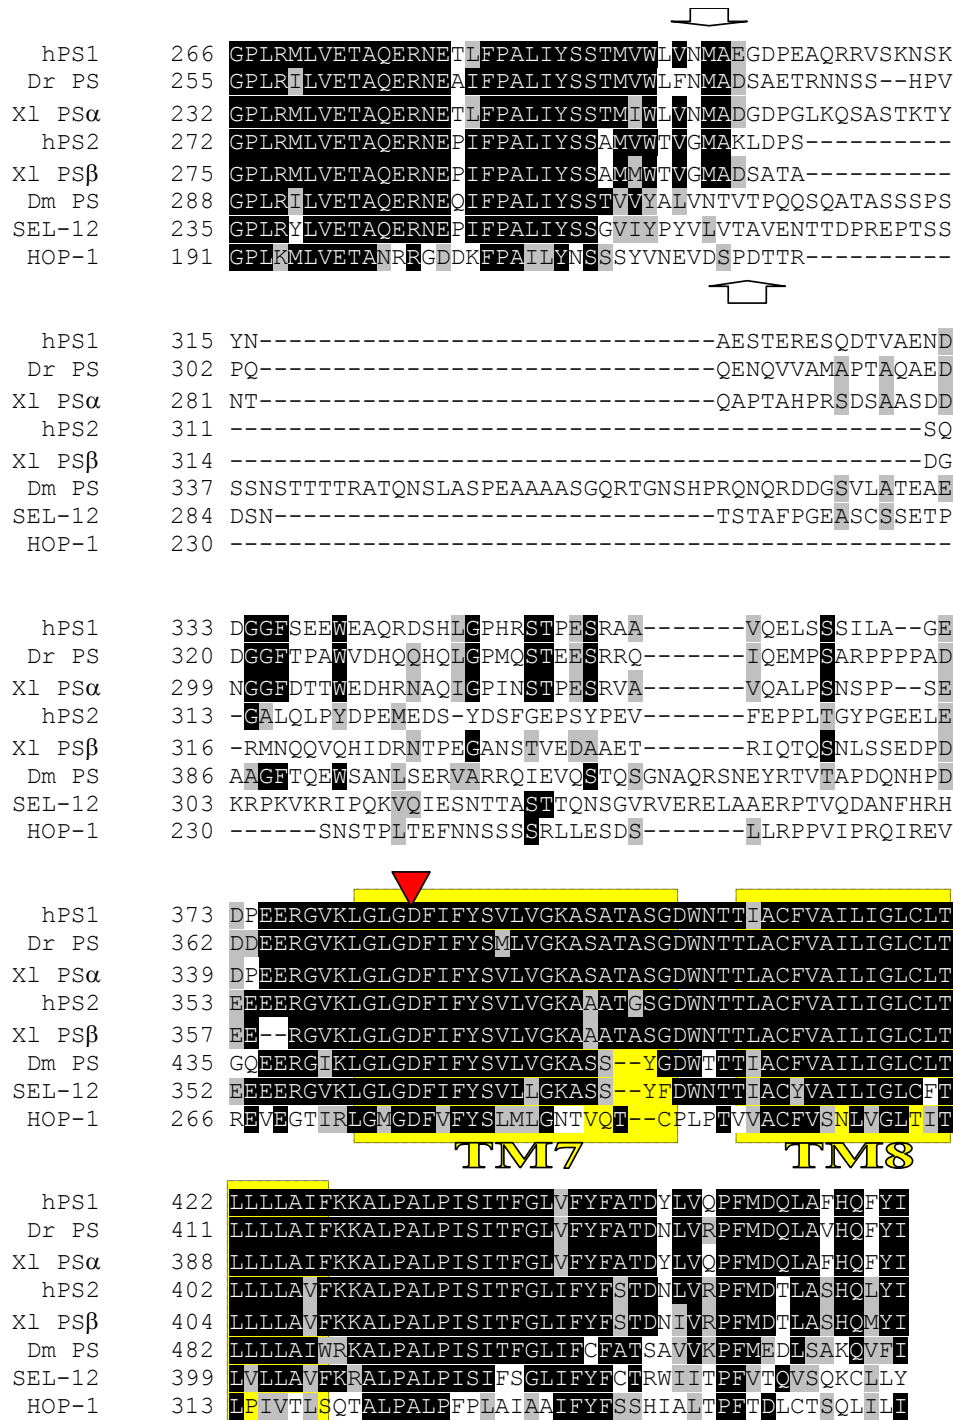 hPS1 266 GPLRMLVETAQERNETLFPALIYSSTMVWLVNMAEGDPEAQRRVSKNSK
Dr PS 255 GPLRILVETAQERNEAIFPALIYSSTMVWLFNMADSAETRNNSS--HPV
Xl PSα 232 GPLRMLVETAQERNETLFPALIYSSTMIWLVNMADGDPGLKQSASTKTY
hPS2 272 GPLRMLVETAQERNEPIFPALIYSSAMVWTVGMAKLDPS----------
Xl PSβ 275 GPLRMLVETAQERNEPIFPALIYSSAMMWTVGMADSATA----------
Dm PS 288 GPLRILVETAQERNEQIFPALIYSSTVVYALVNTVTPQQSQATASSSPS
SEL-12 235 GPLRYLVETAQERNEPIFPALIYSSGVIYPYVLVTAVENTTDPREPTSS
HOP-1 191 GPLKMLVETANRRGDDKFPAILYNSSSYVNEVDSPDTTR----------
hPS1 315 YN-------------------------------AESTERESQDTVAEND
Dr PS 302 PQ-------------------------------QENQVVAMAPTAQAED
Xl PSα 281 NT-------------------------------QAPTAHPRSDSAASDD
hPS2 311 -----------------------------------------------SQ
Xl PSβ 314 -----------------------------------------------DG
Dm PS 337 SSNSTTTTRATQNSLASPEAAAASGQRTGNSHPRQNQRDDGSVLATEAE
SEL-12 284 DSN------------------------------TSTAFPGEASCSSETP
HOP-1 230 -------------------------------------------------
hPS1 333 DGGFSEEWEAQRDSHLGPHRSTPESRAA-------VQELSSSILA--GE
Dr PS 320 DGGFTPAWVDHQQHQLGPMQSTEESRRQ-------IQEMPSARPPPPAD
Xl PSα 299 NGGFDTTWEDHRNAQIGPINSTPESRVA-------VQALPSNSPP--SE
hPS2 313 -GALQLPYDPEMEDS-YDSFGEPSYPEV-------FEPPLTGYPGEELE
Xl PSβ 316 -RMNQQVQHIDRNTPEGANSTVEDAAET-------RIQTQSNLSSEDPD
Dm PS 386 AAGFTQEWSANLSERVARRQIEVQSTQSGNAQRSNEYRTVTAPDQNHPD
SEL-12 303 KRPKVKRIPQKVQIESNTTASTTQNSGVRVERELAAERPTVQDANFHRH
HOP-1 230 ------SNSTPLTEFNNSSSSRLLESDS-------LLRPPVIPRQIREV
hPS1 373 DPEERGVKLGLGDFIFYSVLVGKASATASGDWNTTIACFVAILIGLCLT
Dr PS 362 DDEERGVKLGLGDFIFYSMLVGKASATASGDWNTTLACFVAILIGLCLT
Xl PSα 339 DPEERGVKLGLGDFIFYSVLVGKASATASGDWNTTLACFVAILIGLCLT
hPS2 353 EEEERGVKLGLGDFIFYSVLVGKAAATGSGDWNTTLACFVAILIGLCLT
Xl PSβ 357 EE--RGVKLGLGDFIFYSVLVGKAAATASGDWNTTLACFVAILIGLCLT
Dm PS 435 GQEERGIKLGLGDFIFYSVLVGKASS--YGDWTTTIACFVAILIGLCLT
SEL-12 352 EEEERGVKLGLGDFIFYSVLLGKASS--YFDWNTTIACYVAILIGLCFT
HOP-1 266 REVEGTIRLGMGDFVFYSLMLGNTVQT--CPLPTVVACFVSNLVGLTIT
TM7 TM8
hPS1 422 LLLLAIFKKALPALPISITFGLVFYFATDYLVQPFMDQLAFHQFYI
Dr PS 411 LLLLAIFKKALPALPISITFGLVFYFATDNLVRPFMDQLAVHQFYI
Xl PSα 388 LLLLAIFKKALPALPISITFGLVFYFATDYLVQPFMDQLAFHQFYI
hPS2 402 LLLLAVFKKALPALPISITFGLIFYFSTDNLVRPFMDTLASHQLYI
Xl PSβ 404 LLLLAVFKKALPALPISITFGLIFYFSTDNIVRPFMDTLASHQMYI
Dm PS 482 LLLLAIWRKALPALPISITFGLIFCFATSAVVKPFMEDLSAKQVFI
SEL-12 399 LVLLAVFKRALPALPISIFSGLIFYFCTRWIITPFVTQVSQKCLLY
HOP-1 313 LPIVTLSQTALPALPFPLAIAAIFYFSSHIALTPFTDLCTSQLILI